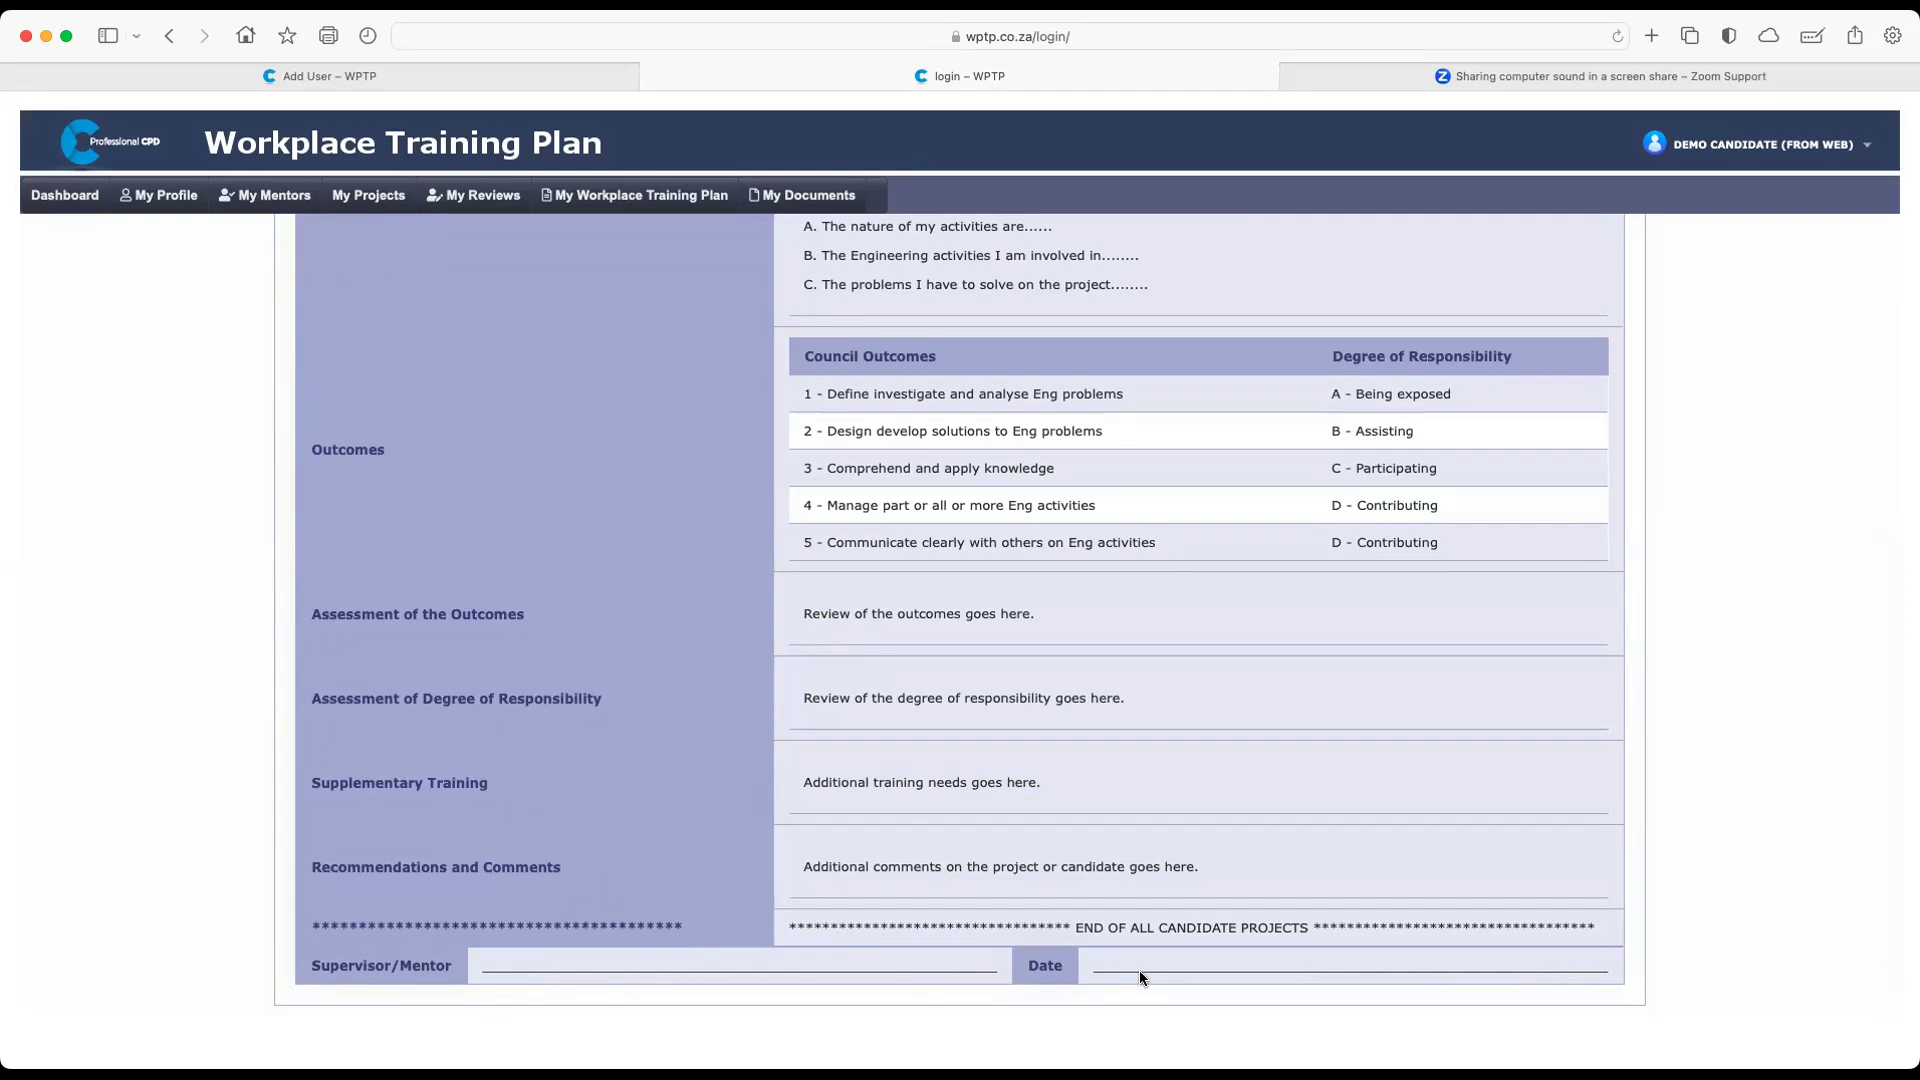 wptp.co.za/login/
Add User – WPTP
login – WPTP
Sharing computer sound in a screen share – Zoom Support
Professional CPD
Workplace Training Plan
DEMO CANDIDATE (FROM WEB)
Dashboard My Profile My Mentors My Projects My Reviews My Workplace Training Plan My Documents
A. The nature of my activities are......
B. The Engineering activities I am involved in........
C. The problems I have to solve on the project........
Outcomes
Council Outcomes Degree of Responsibility
1 - Define investigate and analyse Eng problems A - Being exposed
2 - Design develop solutions to Eng problems B - Assisting
3 - Comprehend and apply knowledge C - Participating
4 - Manage part or all or more Eng activities D - Contributing
5 - Communicate clearly with others on Eng activities D - Contributing
Assessment of the Outcomes Review of the outcomes goes here.
Assessment of Degree of Responsibility Review of the degree of responsibility goes here.
Supplementary Training Additional training needs goes here.
Recommendations and Comments Additional comments on the project or candidate goes here.
*************************************** ********************************** END OF ALL CANDIDATE PROJECTS **********************************
Supervisor/Mentor Date